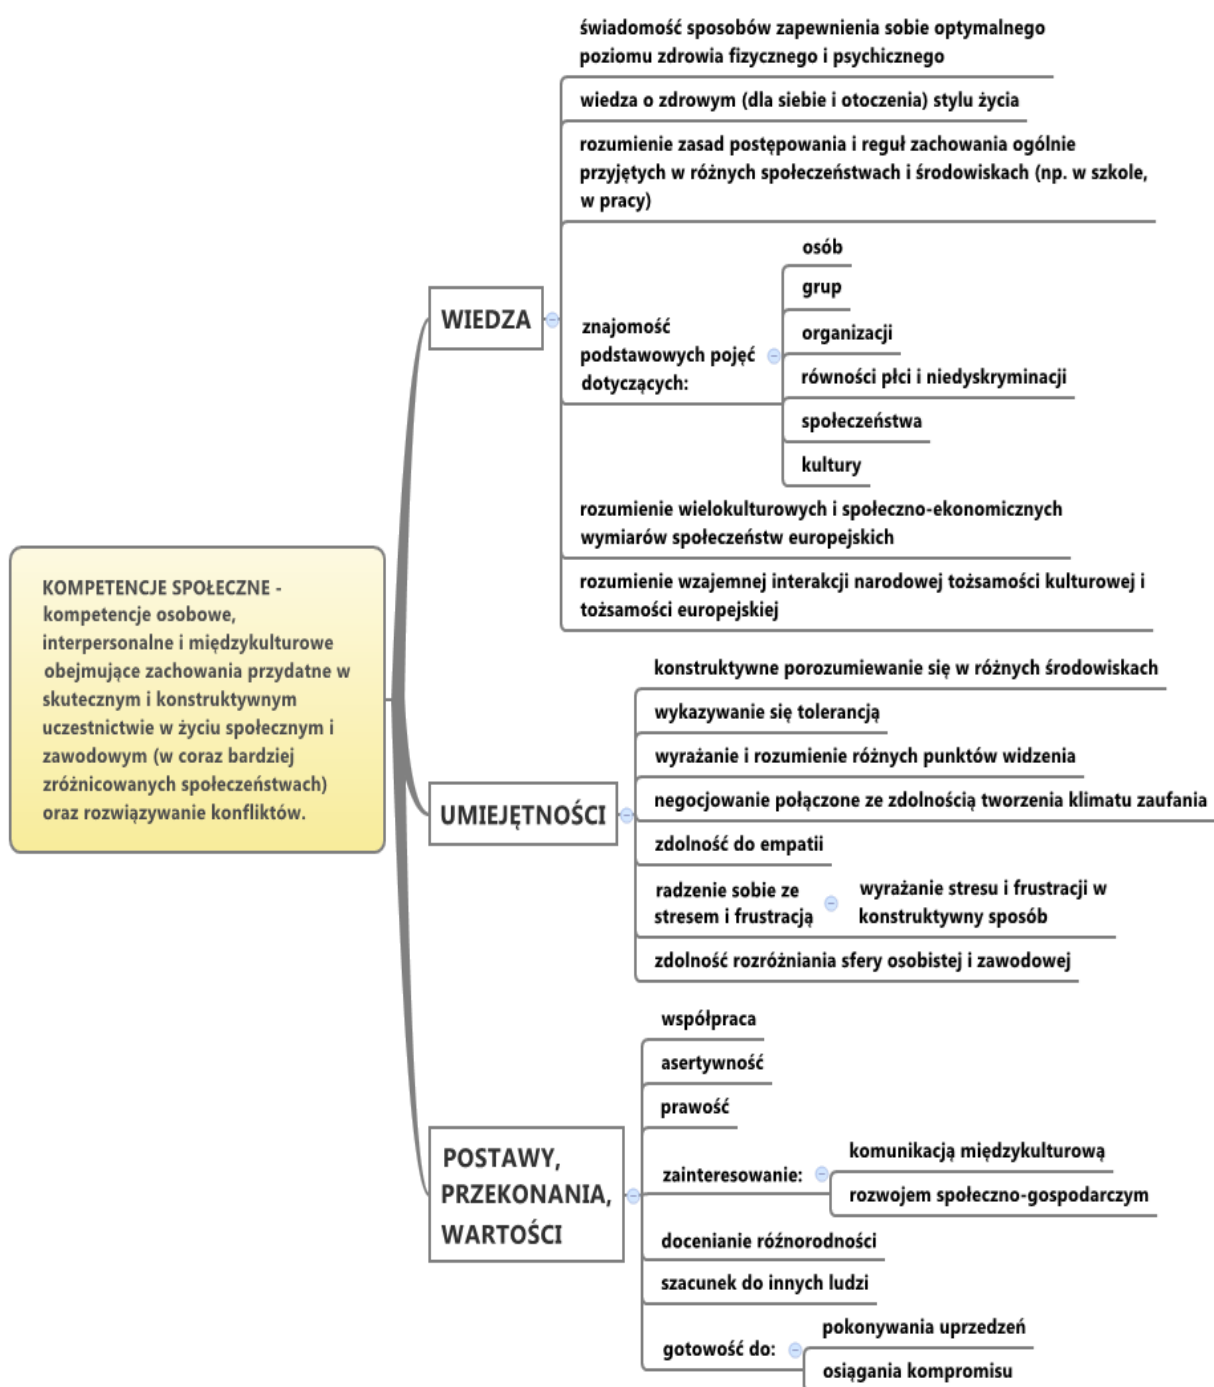 KOMPETENCJE SPOŁECZNE -
kompetencje osobowe,
interpersonalne i międzykulturowe
obejmujące zachowania przydatne w
skutecznym i konstruktywnym
uczestnictwie w życiu społecznym i
zawodowym (w coraz bardziej
zróżnicowanych społeczeństwach)
oraz rozwiązywanie konfliktów.
WIEDZA
świadomość sposobów zapewnienia sobie optymalnego
poziomu zdrowia fizycznego i psychicznego
wiedza o zdrowym (dla siebie i otoczenia) stylu życia
rozumienie zasad postępowania i reguł zachowania ogólnie
przyjętych w różnych społeczeństwach i środowiskach (np. w szkole,
w pracy)
znajomość
podstawowych pojęć
dotyczących:
osób
grup
organizacji
równości płci i niedyskryminacji
społeczeństwa
kultury
rozumienie wielokulturowych i społeczno-ekonomicznych
wymiarów społeczeństw europejskich
rozumienie wzajemnej interakcji narodowej tożsamości kulturowej i
tożsamości europejskiej
UMIEJĘTNOŚCI
konstruktywne porozumiewanie się w różnych środowiskach
wykazywanie się tolerancją
wyrażanie i rozumienie różnych punktów widzenia
negocjowanie połączone ze zdolnością tworzenia klimatu zaufania
zdolność do empatii
radzenie sobie ze
stresem i frustracją
wyrażanie stresu i frustracji w
konstruktywny sposób
zdolność rozróżniania sfery osobistej i zawodowej
POSTAWY,
PRZEKONANIA,
WARTOŚCI
współpraca
asertywność
prawość
zainteresowanie:
komunikacją międzykulturową
rozwojem społeczno-gospodarczym
docenianie różnorodności
szacunek do innych ludzi
gotowość do:
pokonywania uprzedzeń
osiągania kompromisu